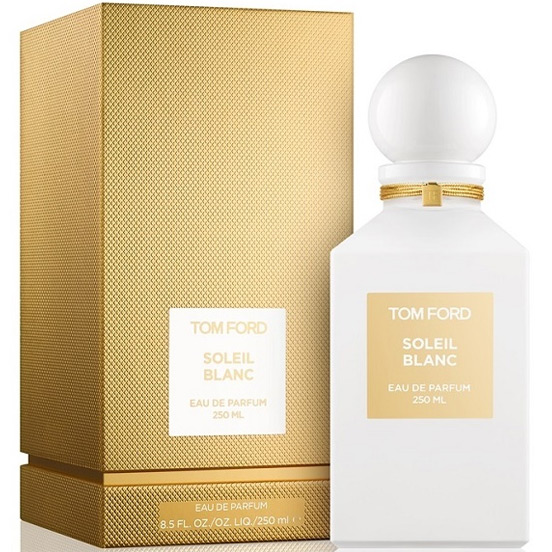 TOM FORD
SOLEIL
BLANC
EAU DE PARFUM
250 ML
EAU DE PARFUM
8.5 FL. OZ./OZ. LIQ./250 ml
TOM FORD
SOLEIL
BLANC
EAU DE PARFUM
250 ML